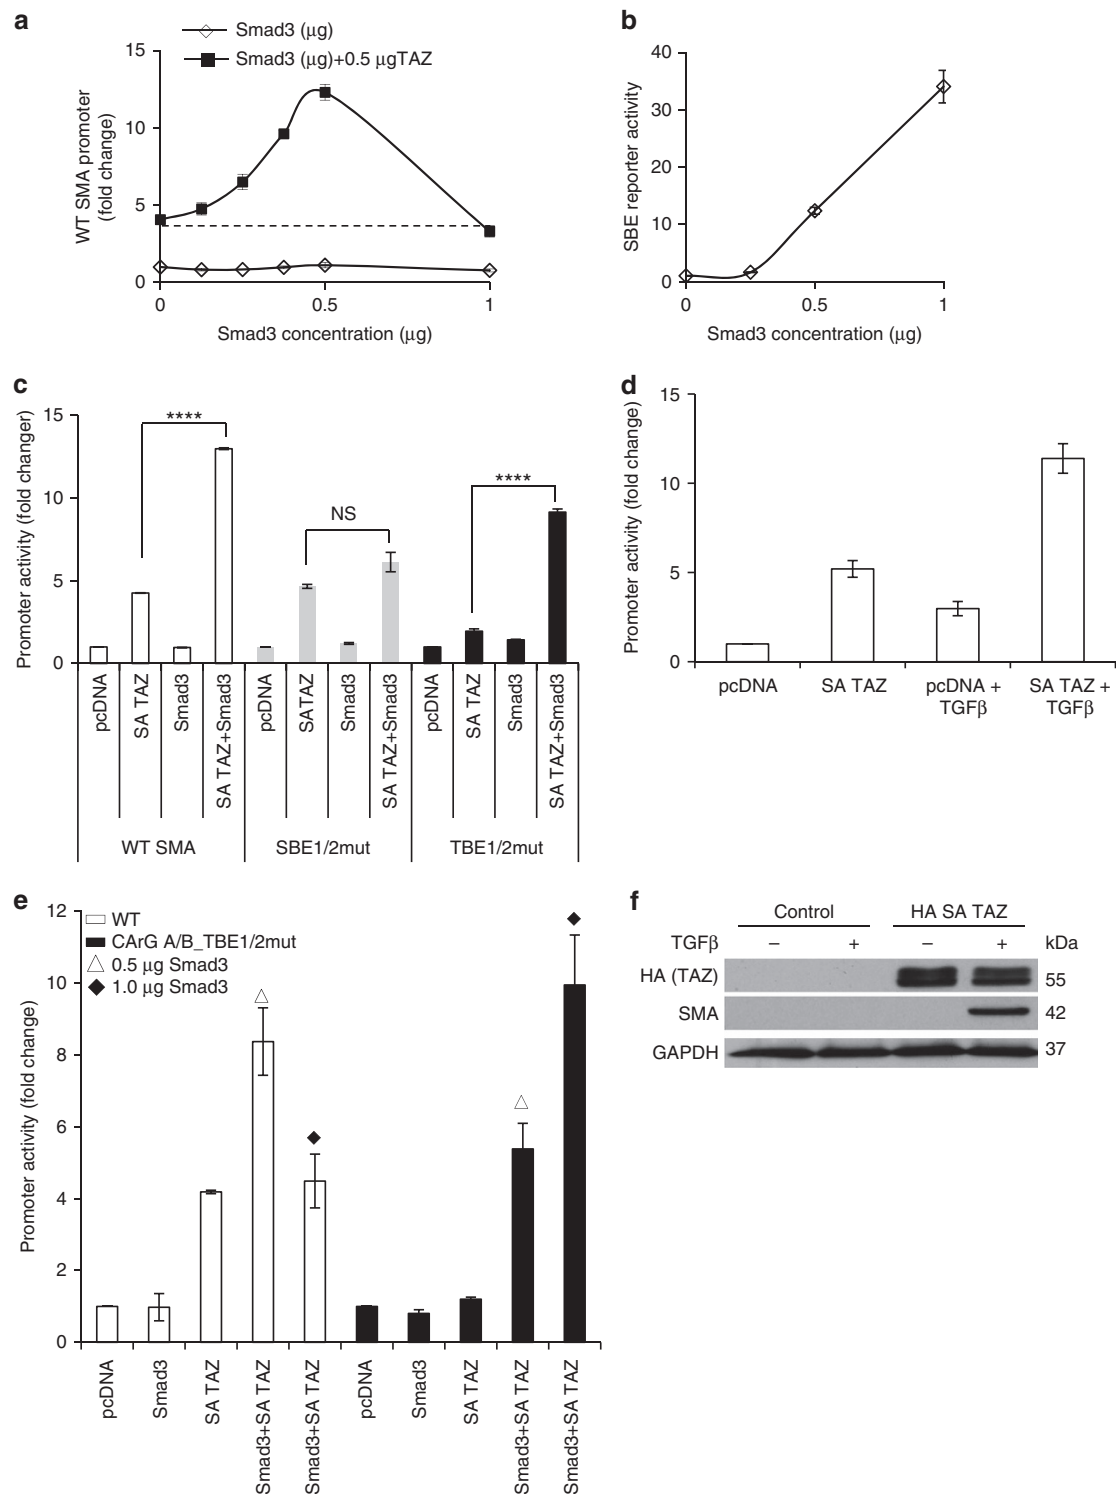 a
Smad3 (μg)
Smad3 (μg)+0.5 μgTAZ
WT SMA promoter
(fold change)
15
10
5
0
0
0.5
1
Smad3 concentration (μg)
b
SBE reporter activity
40
30
20
10
0
0
0.5
1
Smad3 concentration (μg)
c
Promoter activity (fold changer)
15
10
5
0
****
NS
****
pcDNA
SA TAZ
Smad3
SA TAZ+Smad3
pcDNA
SATAZ
Smad3
SA TAZ+Smad3
pcDNA
SA TAZ
Smad3
SA TAZ+Smad3
WT SMA
SBE1/2mut
TBE1/2mut
d
Promoter activity (fold change)
15
10
5
0
pcDNA
SA TAZ
pcDNA +
TGFβ
SA TAZ +
TGFβ
e
WT
CArG A/B_TBE1/2mut
0.5 μg Smad3
1.0 μg Smad3
Promoter activity (fold change)
12
10
8
6
4
2
0
pcDNA
Smad3
SA TAZ
Smad3+SA TAZ
Smad3+SA TAZ
pcDNA
Smad3
SA TAZ
Smad3+SA TAZ
Smad3+SA TAZ
f
Control
HA SA TAZ
TGFβ – + – + kDa
HA (TAZ) 55
SMA 42
GAPDH 37